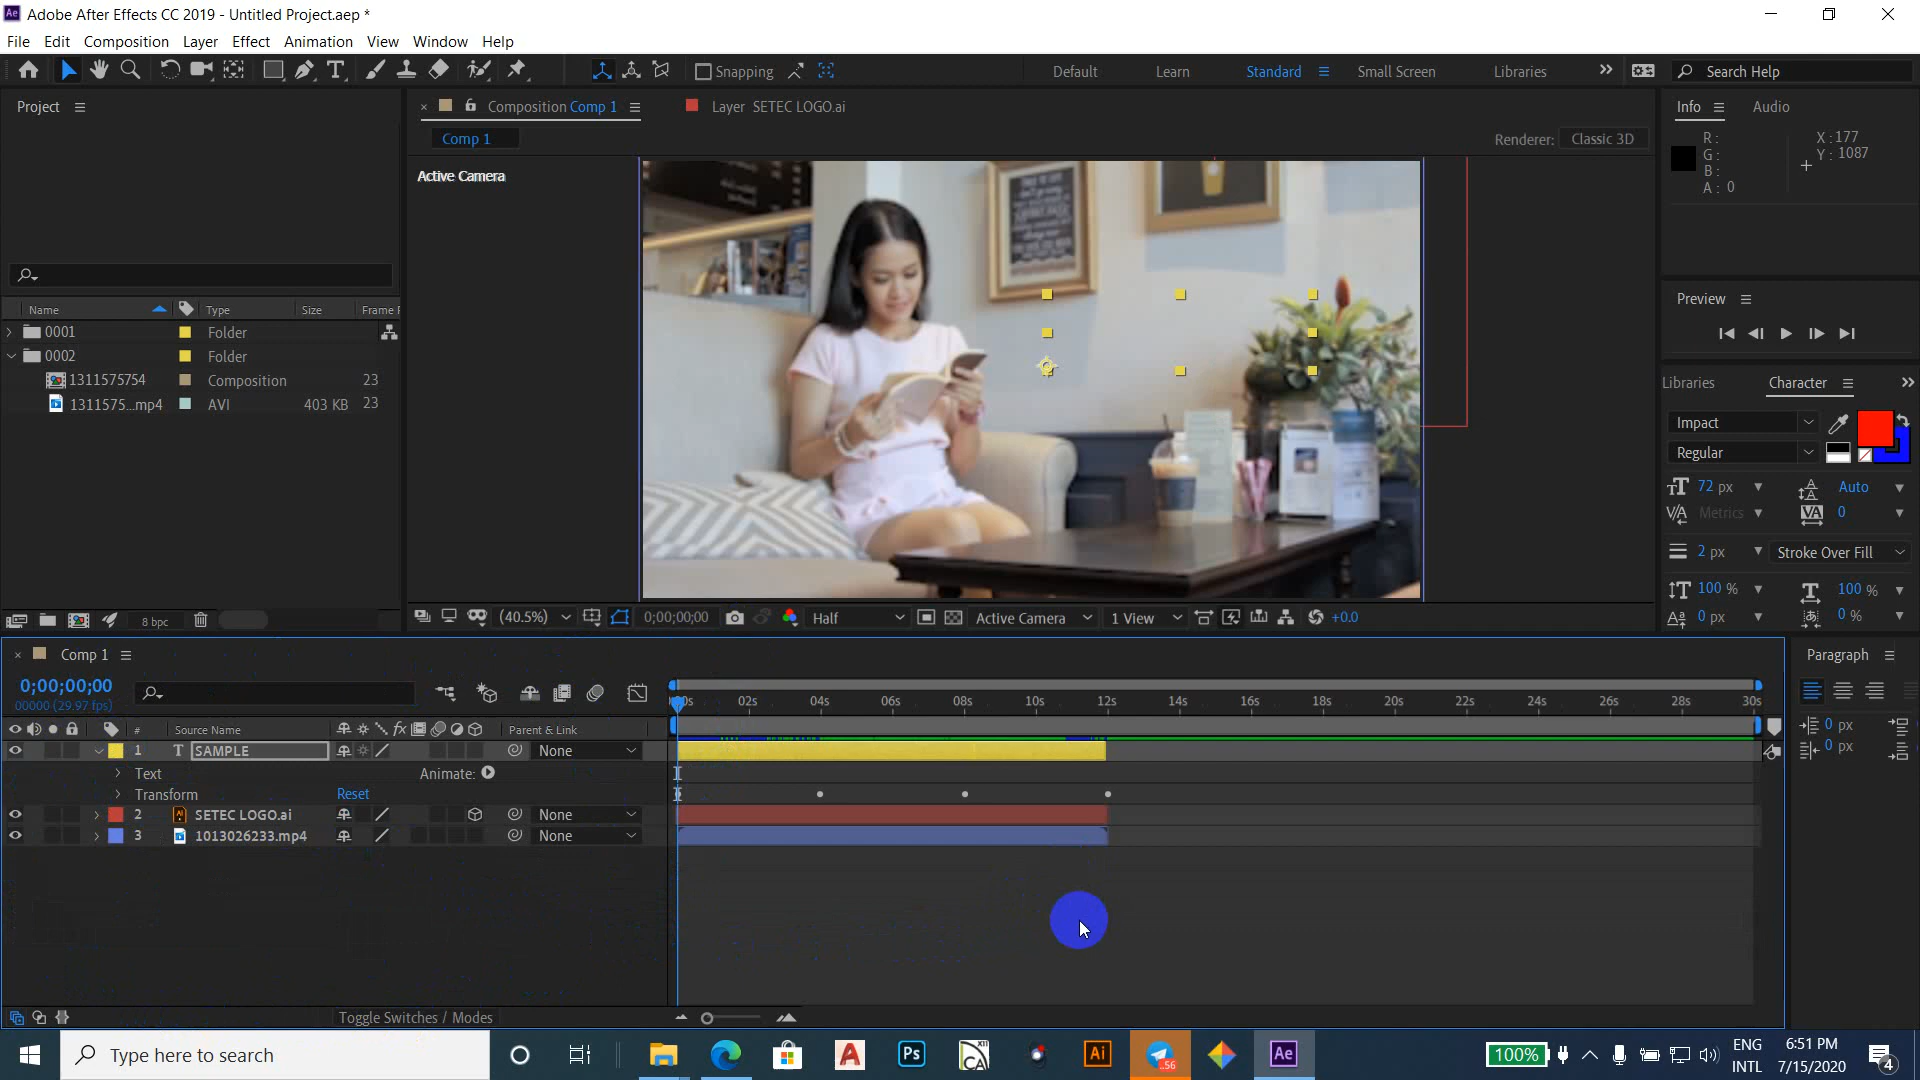 Adobe After Effects CC 2019 - Untitled Project.aep *
File Edit Composition Layer Effect Animation View Window Help
Snapping
Default Learn Standard Small Screen Libraries
Search Help
Project
Composition Comp 1
Layer SETEC LOGO.ai
Info Audio
Comp 1
Renderer: Classic 3D
R:
G:
B:
A: 0
X: 177
Y: 1087
Active Camera
Name Type Size Frame R
0001 Folder
0002 Folder
1311575754 Composition 23
1311575...mp4 AVI 403 KB 23
Preview
Libraries Character
Impact
Regular
72 px Auto
Metrics 0
2 px Stroke Over Fill
100 % 100 %
0 px 0 %
8 bpc
(40.5%) 0;00;00;00 Half Active Camera 1 View +0.0
Comp 1
0;00;00;00
00000 (29.97 fps)
02s 04s 06s 08s 10s 12s 14s 16s 18s 20s 22s 24s 26s 28s 30s
# Source Name Parent & Link
1 T SAMPLE None
Text Animate:
Transform Reset
2 SETEC LOGO.ai None
3 1013026233.mp4 None
Toggle Switches / Modes
Paragraph
0 px
0 px
Type here to search
Ps
Ai
..56
Ae
100%
ENG
INTL
6:51 PM
7/15/2020
4